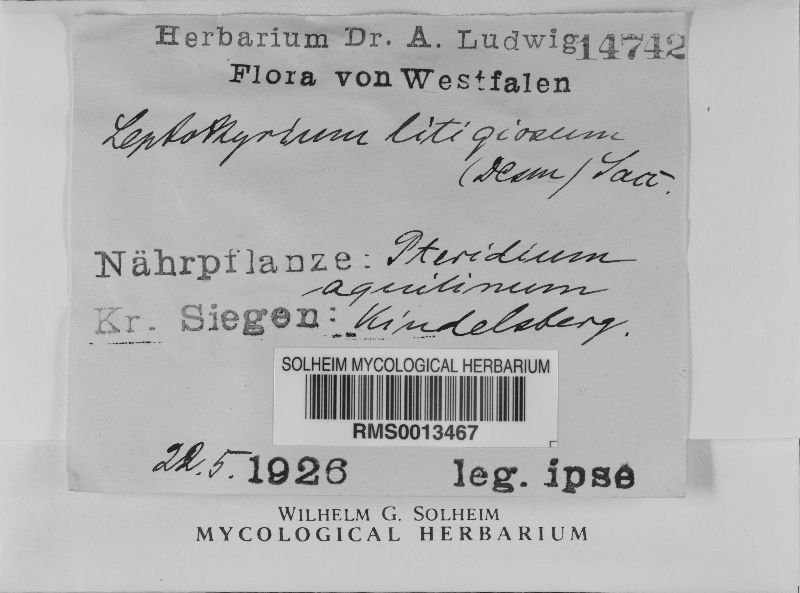 Herbarium Dr. A. Ludwig 14742
Flora von Westfalen
Leptothyrium litigiosum
(Desm) Sacc.
Nährpflanze: Pteridium
aquilinum
Kr. Siegen: Kindelsberg.
SOLHEIM MYCOLOGICAL HERBARIUM
RMS0013467
22.5.1926 leg. ipse
WILHELM G. SOLHEIM
MYCOLOGICAL HERBARIUM